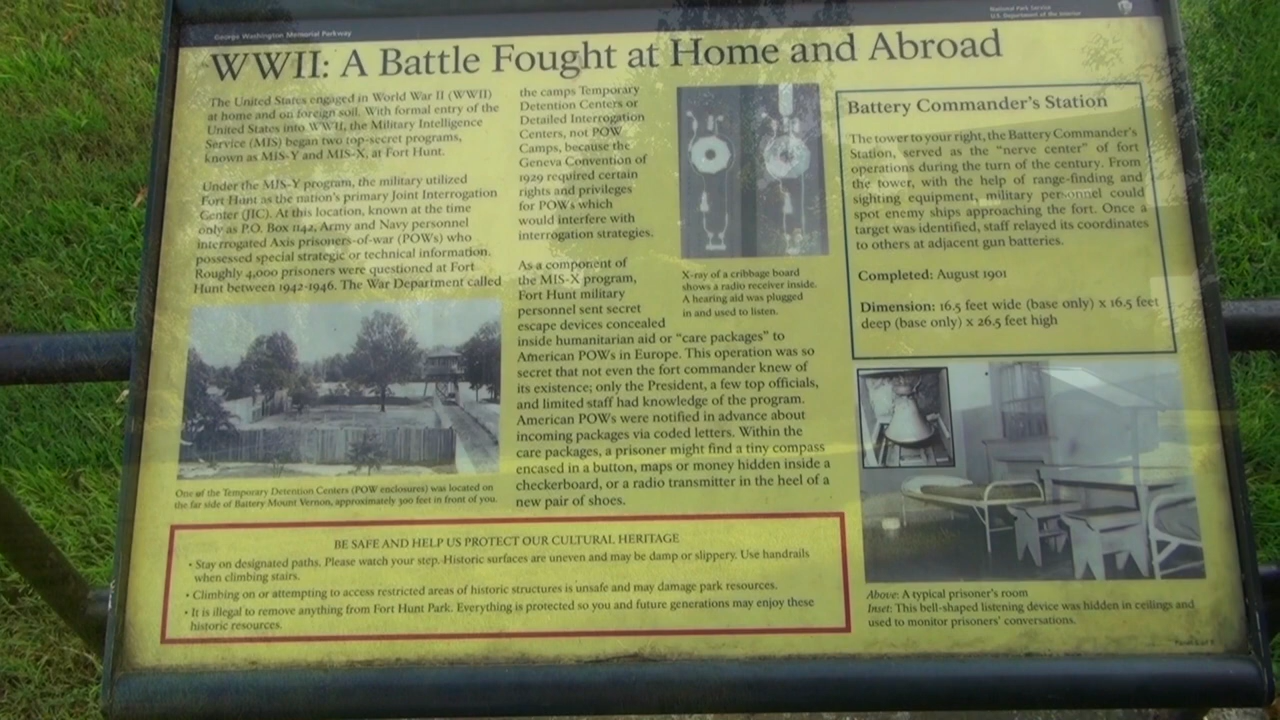 George Washington Memorial Parkway
National Park Service
U.S. Department of the Interior
WWII: A Battle Fought at Home and Abroad
The United States engaged in World War II (WWII)
at home and on foreign soil. With formal entry of the
United States into WWII, the Military Intelligence
Service (MIS) began two top-secret programs,
known as MIS-Y and MIS-X, at Fort Hunt.
Under the MIS-Y program, the military utilized
Fort Hunt as the nation's primary Joint Interrogation
Center (JIC). At this location, known at the time
only as P.O. Box 1142, Army and Navy personnel
interrogated Axis prisoners-of-war (POWs) who
possessed special strategic or technical information.
Roughly 4,000 prisoners were questioned at Fort
Hunt between 1942-1946. The War Department called
the camps Temporary
Detention Centers or
Detailed Interrogation
Centers, not POW
Camps, because the
Geneva Convention of
1929 required certain
rights and privileges
for POWs which
would interfere with
interrogation strategies.
As a component of
the MIS-X program,
Fort Hunt military
personnel sent secret
escape devices concealed
inside humanitarian aid or "care packages" to
American POWs in Europe. This operation was so
secret that not even the fort commander knew of
its existence; only the President, a few top officials,
and limited staff had knowledge of the program.
American POWs were notified in advance about
incoming packages via coded letters. Within the
care packages, a prisoner might find a tiny compass
encased in a button, maps or money hidden inside a
checkerboard, or a radio transmitter in the heel of a
new pair of shoes.
X-ray of a cribbage board
shows a radio receiver inside.
A hearing aid was plugged
in and used to listen.
Battery Commander's Station
The tower to your right, the Battery Commander's
Station, served as the "nerve center" of fort
operations during the turn of the century. From
the tower, with the help of range-finding and
sighting equipment, military personnel could
spot enemy ships approaching the fort. Once a
target was identified, staff relayed its coordinates
to others at adjacent gun batteries.
Completed: August 1901
Dimension: 16.5 feet wide (base only) x 16.5 feet
deep (base only) x 26.5 feet high
One of the Temporary Detention Centers (POW enclosures) was located on
the far side of Battery Mount Vernon, approximately 300 feet in front of you.
BE SAFE AND HELP US PROTECT OUR CULTURAL HERITAGE
• Stay on designated paths. Please watch your step. Historic surfaces are uneven and may be damp or slippery. Use handrails
when climbing stairs.
• Climbing on or attempting to access restricted areas of historic structures is unsafe and may damage park resources.
• It is illegal to remove anything from Fort Hunt Park. Everything is protected so you and future generations may enjoy these
historic resources.
Above: A typical prisoner's room
Inset: This bell-shaped listening device was hidden in ceilings and
used to monitor prisoners' conversations.